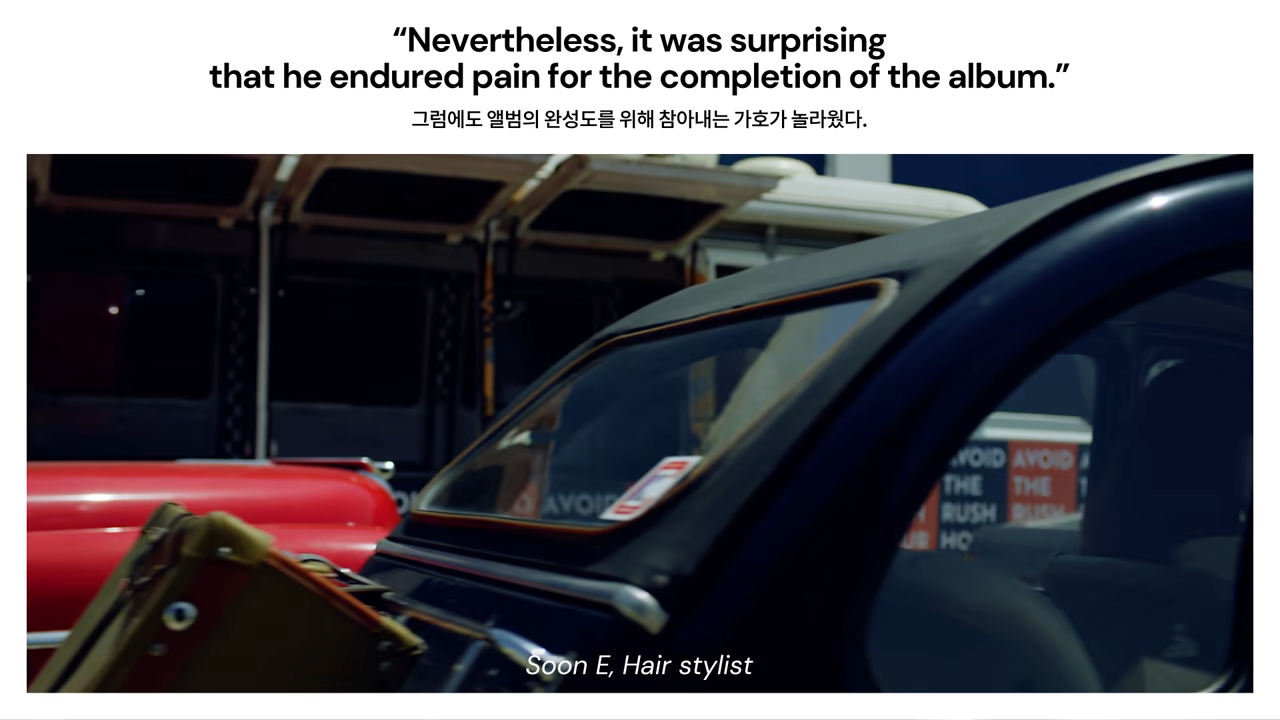 “Nevertheless, it was surprising
that he endured pain for the completion of the album.”
그럼에도 앨범의 완성도를 위해 참아내는 가호가 놀라웠다.
AVOID
AVOID
THE
THE
RUSH
RUSH
Soon E, Hair stylist